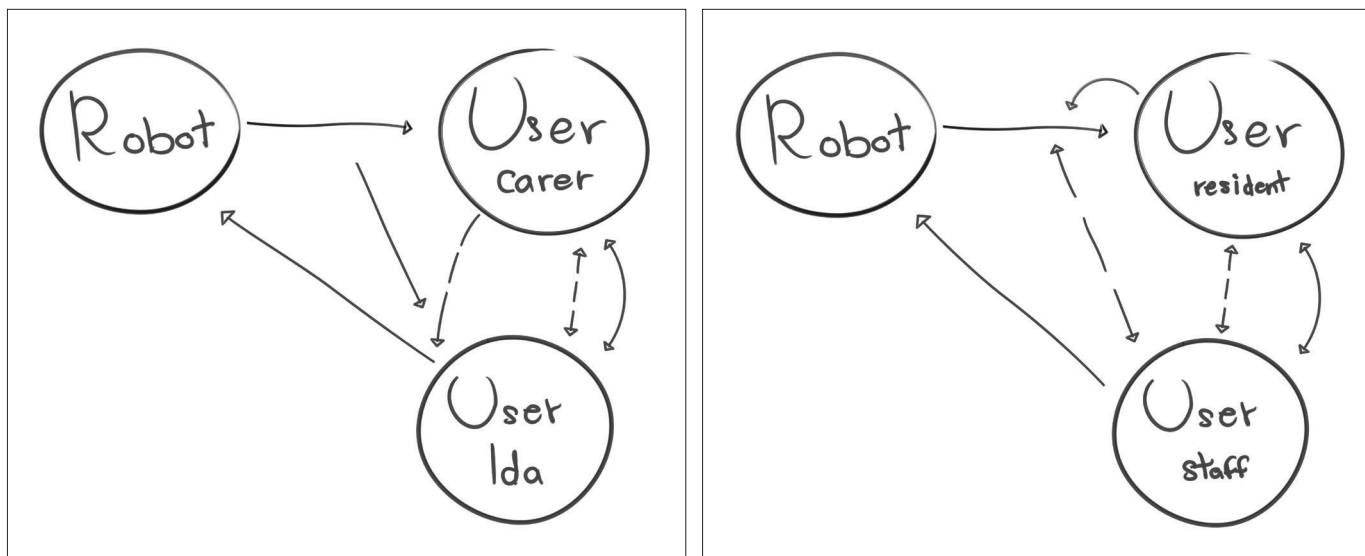 Robot
User
carer
User
Ida
Robot
User
resident
User
staff